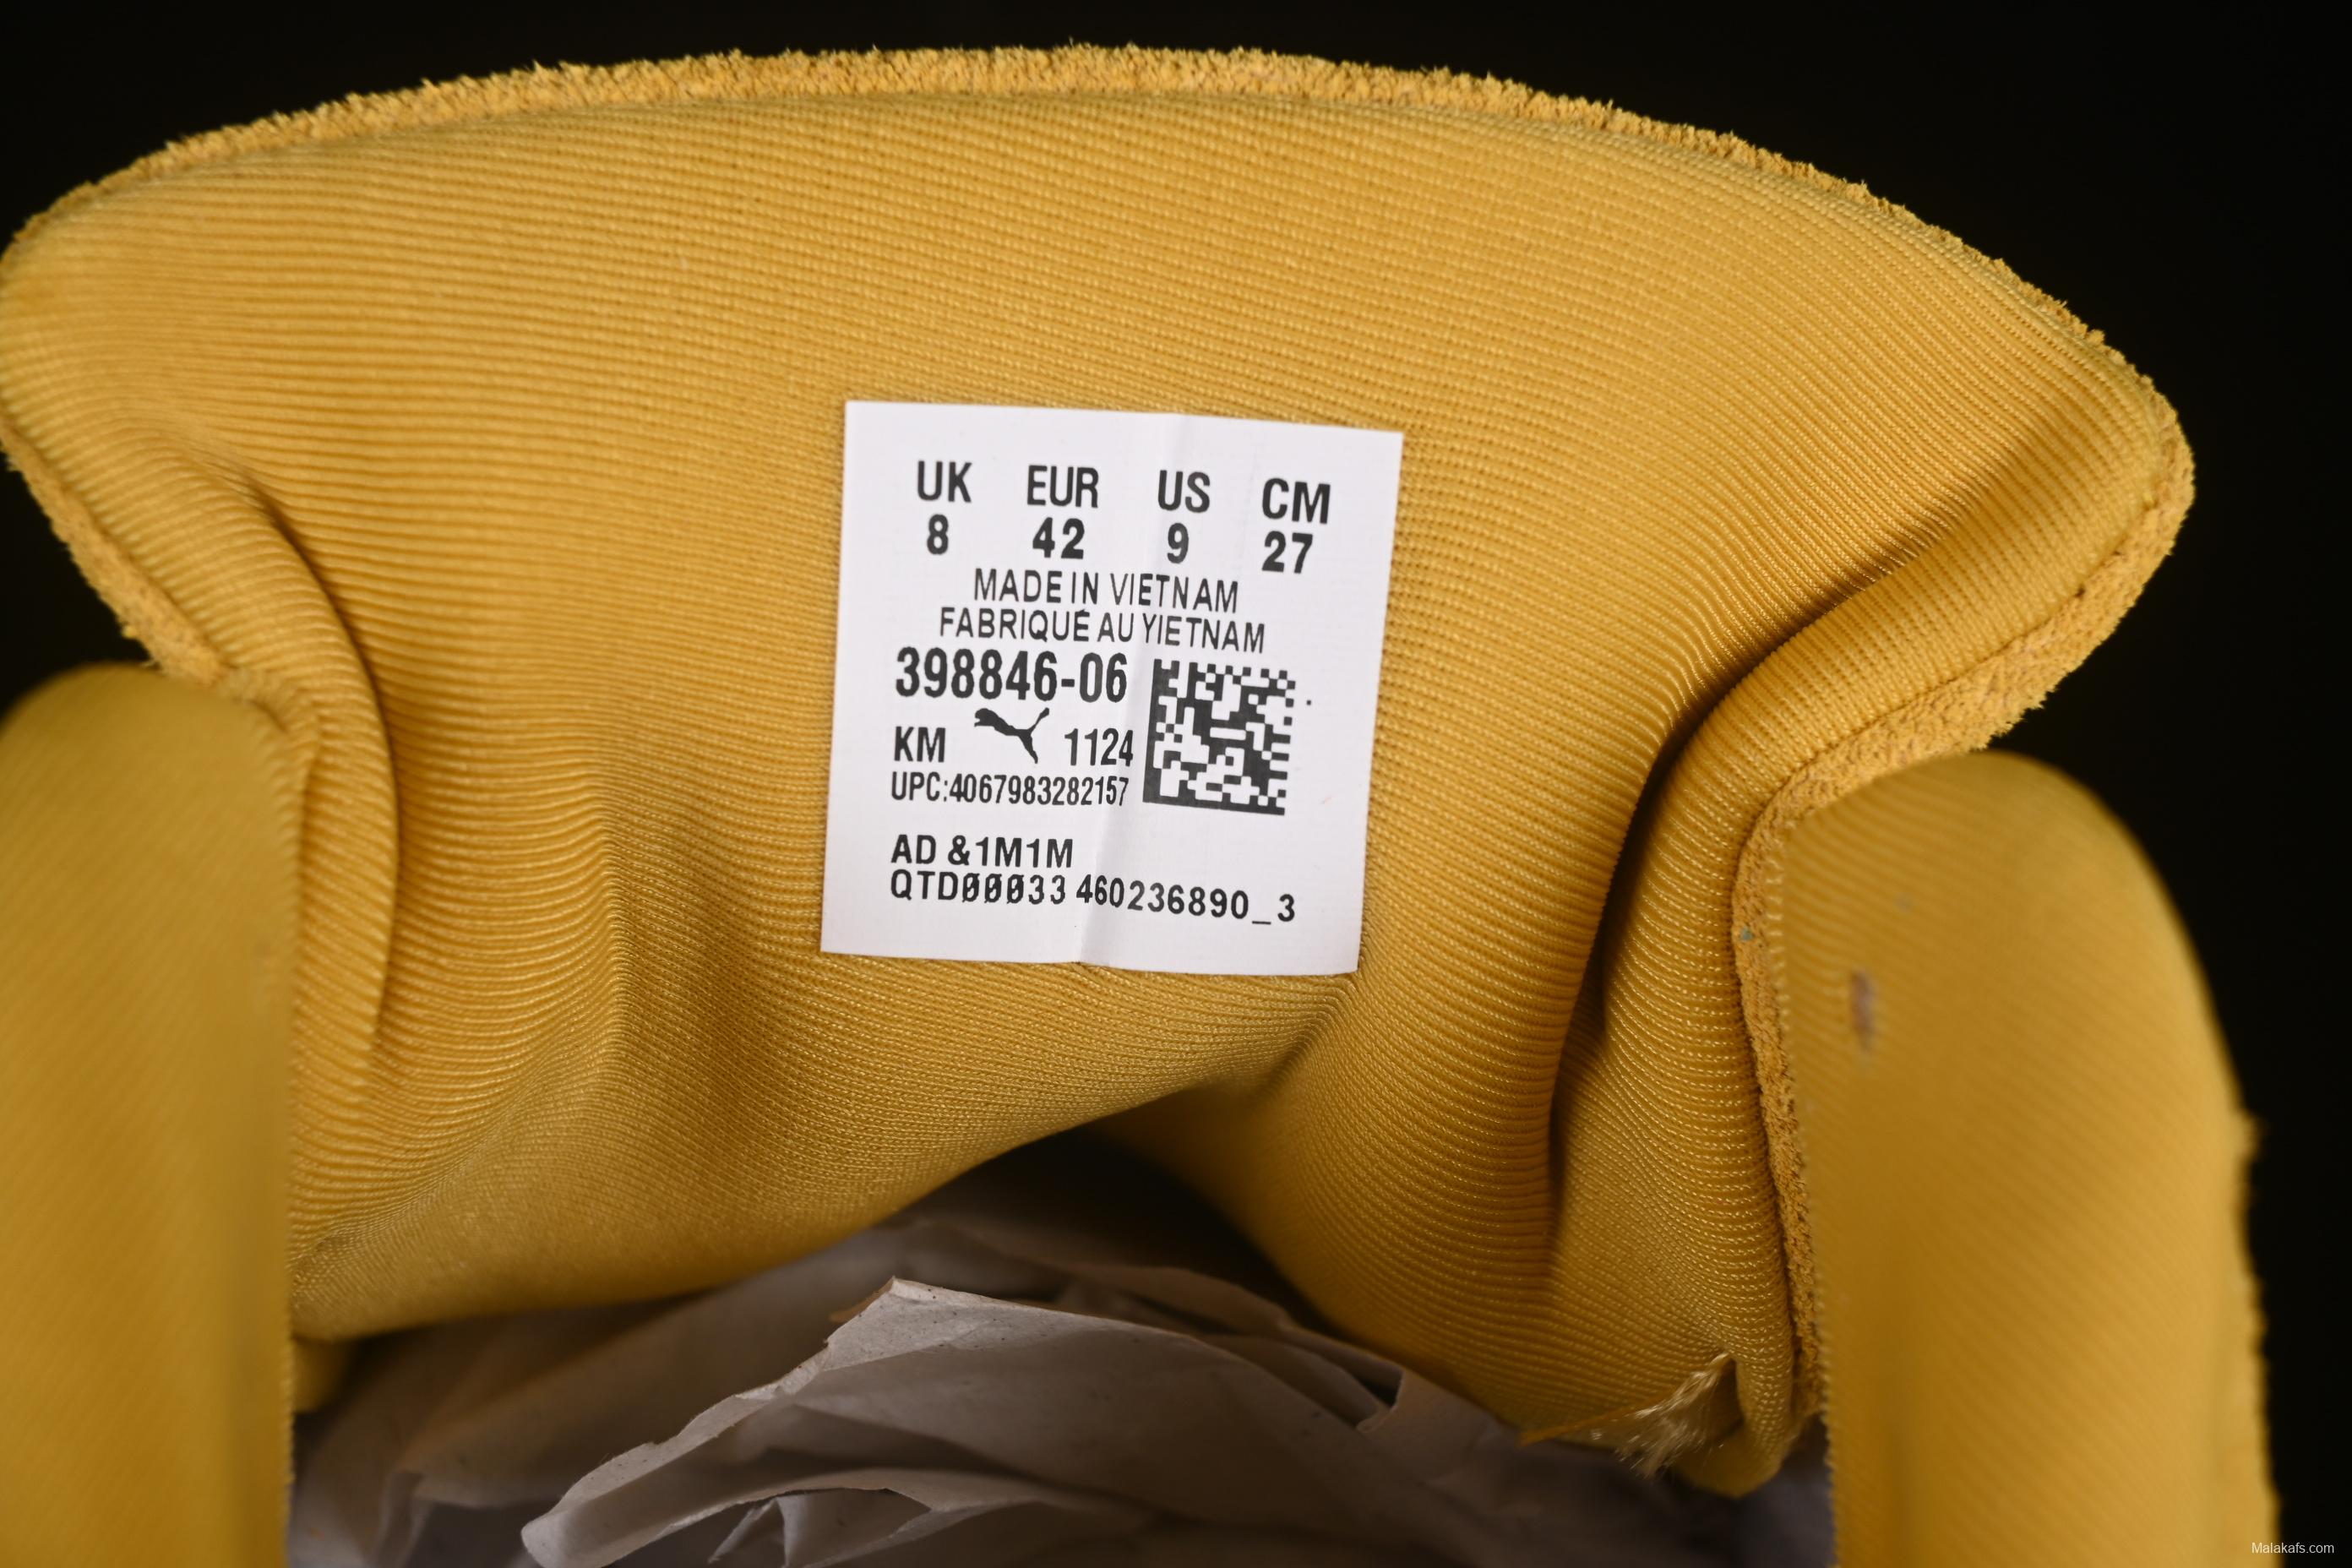 UK EUR US CM
8 42 9 27
MADE IN VIETNAM
FABRIQUÉ AU YIETNAM
398846-06
KM 1124
UPC:4067983282157
AD &1M1M
QTD00033 460236890_3
Malakafs.com